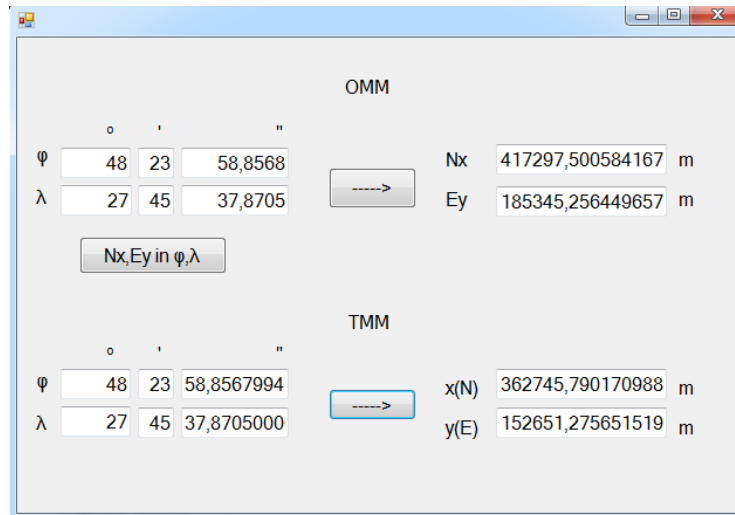 OMM
o ' "
φ 48 23 58,8568
-----> 
Nx 417297,500584167 m
λ 27 45 37,8705
Ey 185345,256449657 m
Nx,Ey in φ,λ
TMM
o ' "
φ 48 23 58,8567994
----->
x(N) 362745,790170988 m
λ 27 45 37,8705000
y(E) 152651,275651519 m